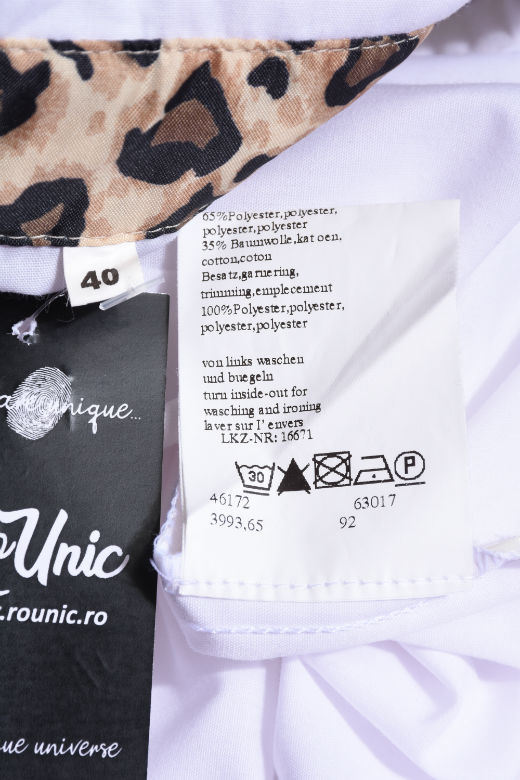 65%Polyester,polyester,
polyester,polyester
35% Baumwolle,kat oen,
cotton,coton
Besatz,garnering,
trimming,emplecement
100%Polyester,polyester,
polyester,polyester
von links waschen
und buegeln
turn inside-out for
wasching and ironing
laver sur l' envers
LKZ-NR: 16671
30
P
46172 63017
3993,65 92
40
unique...
Unic
.rounic.ro
que universe